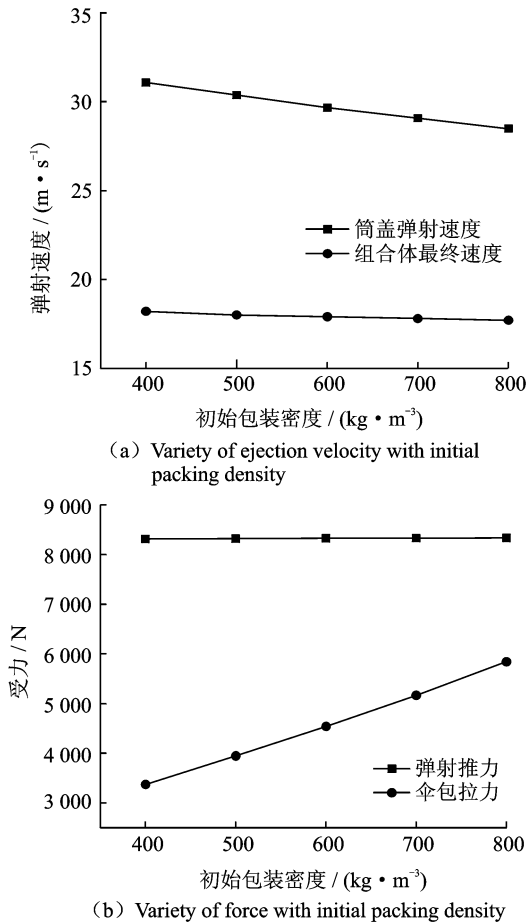 35
30
25
20
15
弹射速度 / (m·s⁻¹)
筒盖弹射速度
组合体最终速度
400 500 600 700 800
初始包装密度 / (kg·m⁻³)
(a) Variety of ejection velocity with initial
packing density
9 000
8 000
7 000
6 000
5 000
4 000
3 000
受力 / N
弹射推力
伞包拉力
400 500 600 700 800
初始包装密度 / (kg·m⁻³)
(b) Variety of force with initial packing density